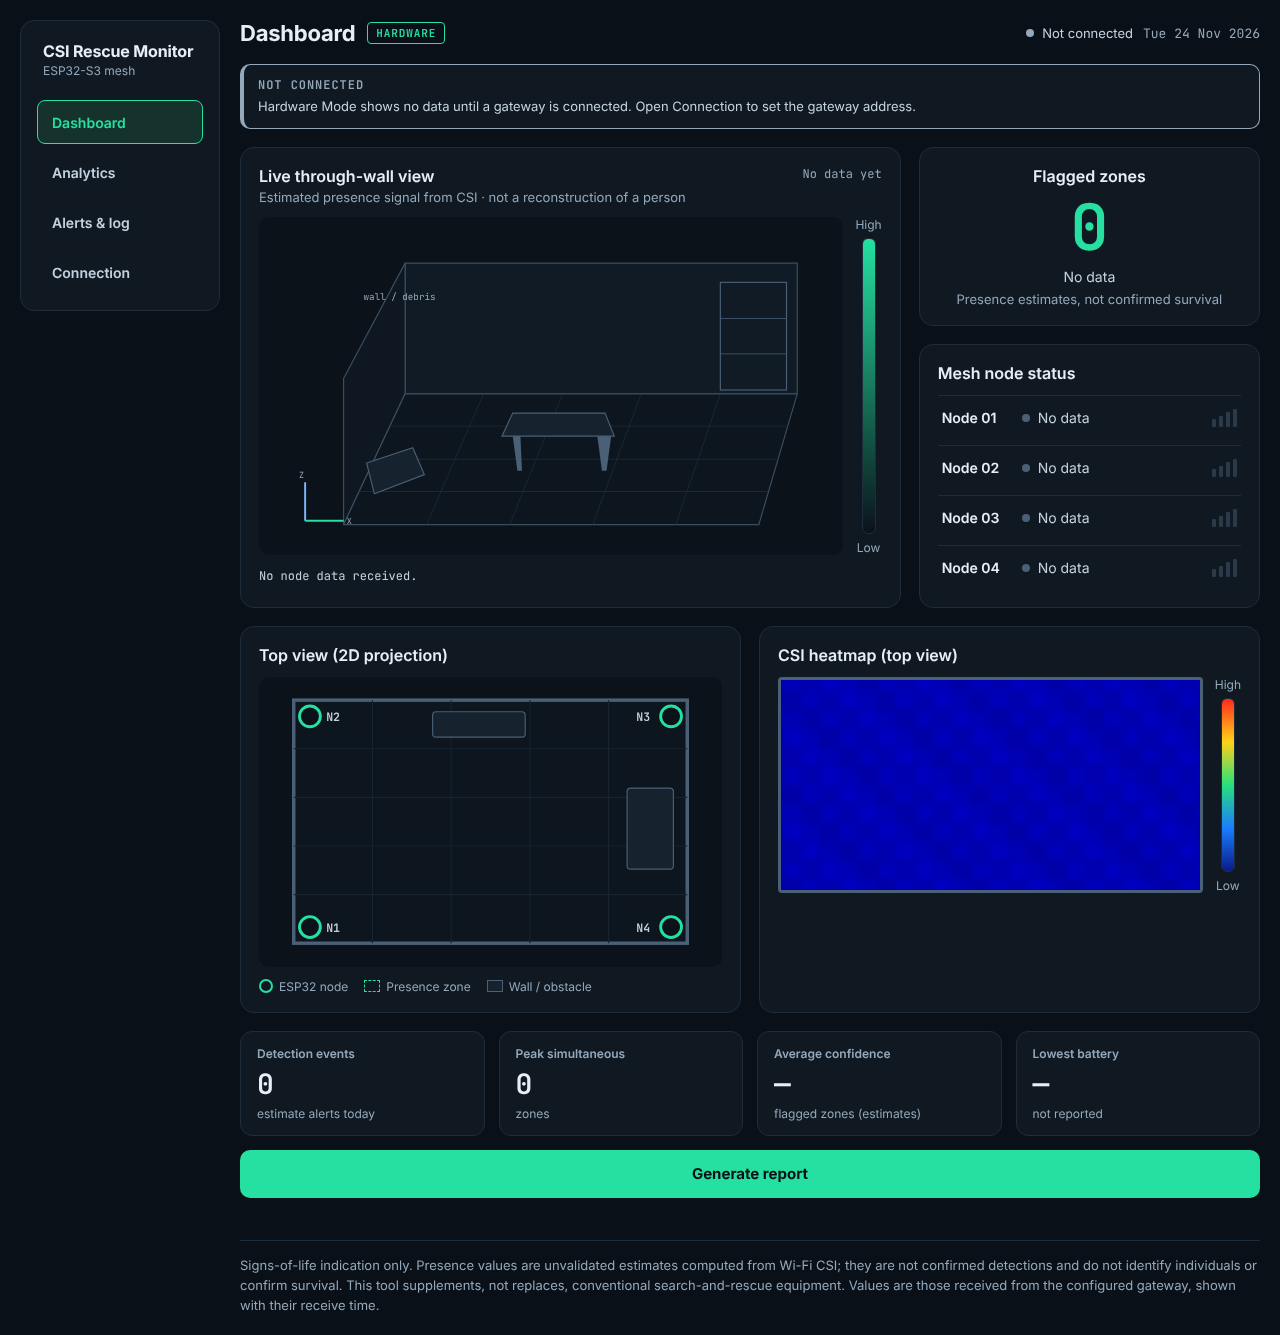 CSI Rescue Monitor
ESP32-S3 mesh
Dashboard
Analytics
Alerts & log
Connection
Dashboard
HARDWARE
Not connected
Tue 24 Nov 2026
NOT CONNECTED
Hardware Mode shows no data until a gateway is connected. Open Connection to set the gateway address.
Live through-wall view
No data yet
Estimated presence signal from CSI · not a reconstruction of a person
wall / debris
Z
X
High
Low
No node data received.
Flagged zones
0
No data
Presence estimates, not confirmed survival
Mesh node status
Node 01 No data
Node 02 No data
Node 03 No data
Node 04 No data
Top view (2D projection)
N2
N3
N1
N4
ESP32 node
Presence zone
Wall / obstacle
CSI heatmap (top view)
High
Low
Detection events
0
estimate alerts today
Peak simultaneous
0
zones
Average confidence
—
flagged zones (estimates)
Lowest battery
—
not reported
Generate report
Signs-of-life indication only. Presence values are unvalidated estimates computed from Wi-Fi CSI; they are not confirmed detections and do not identify individuals or
confirm survival. This tool supplements, not replaces, conventional search-and-rescue equipment. Values are those received from the configured gateway, shown
with their receive time.